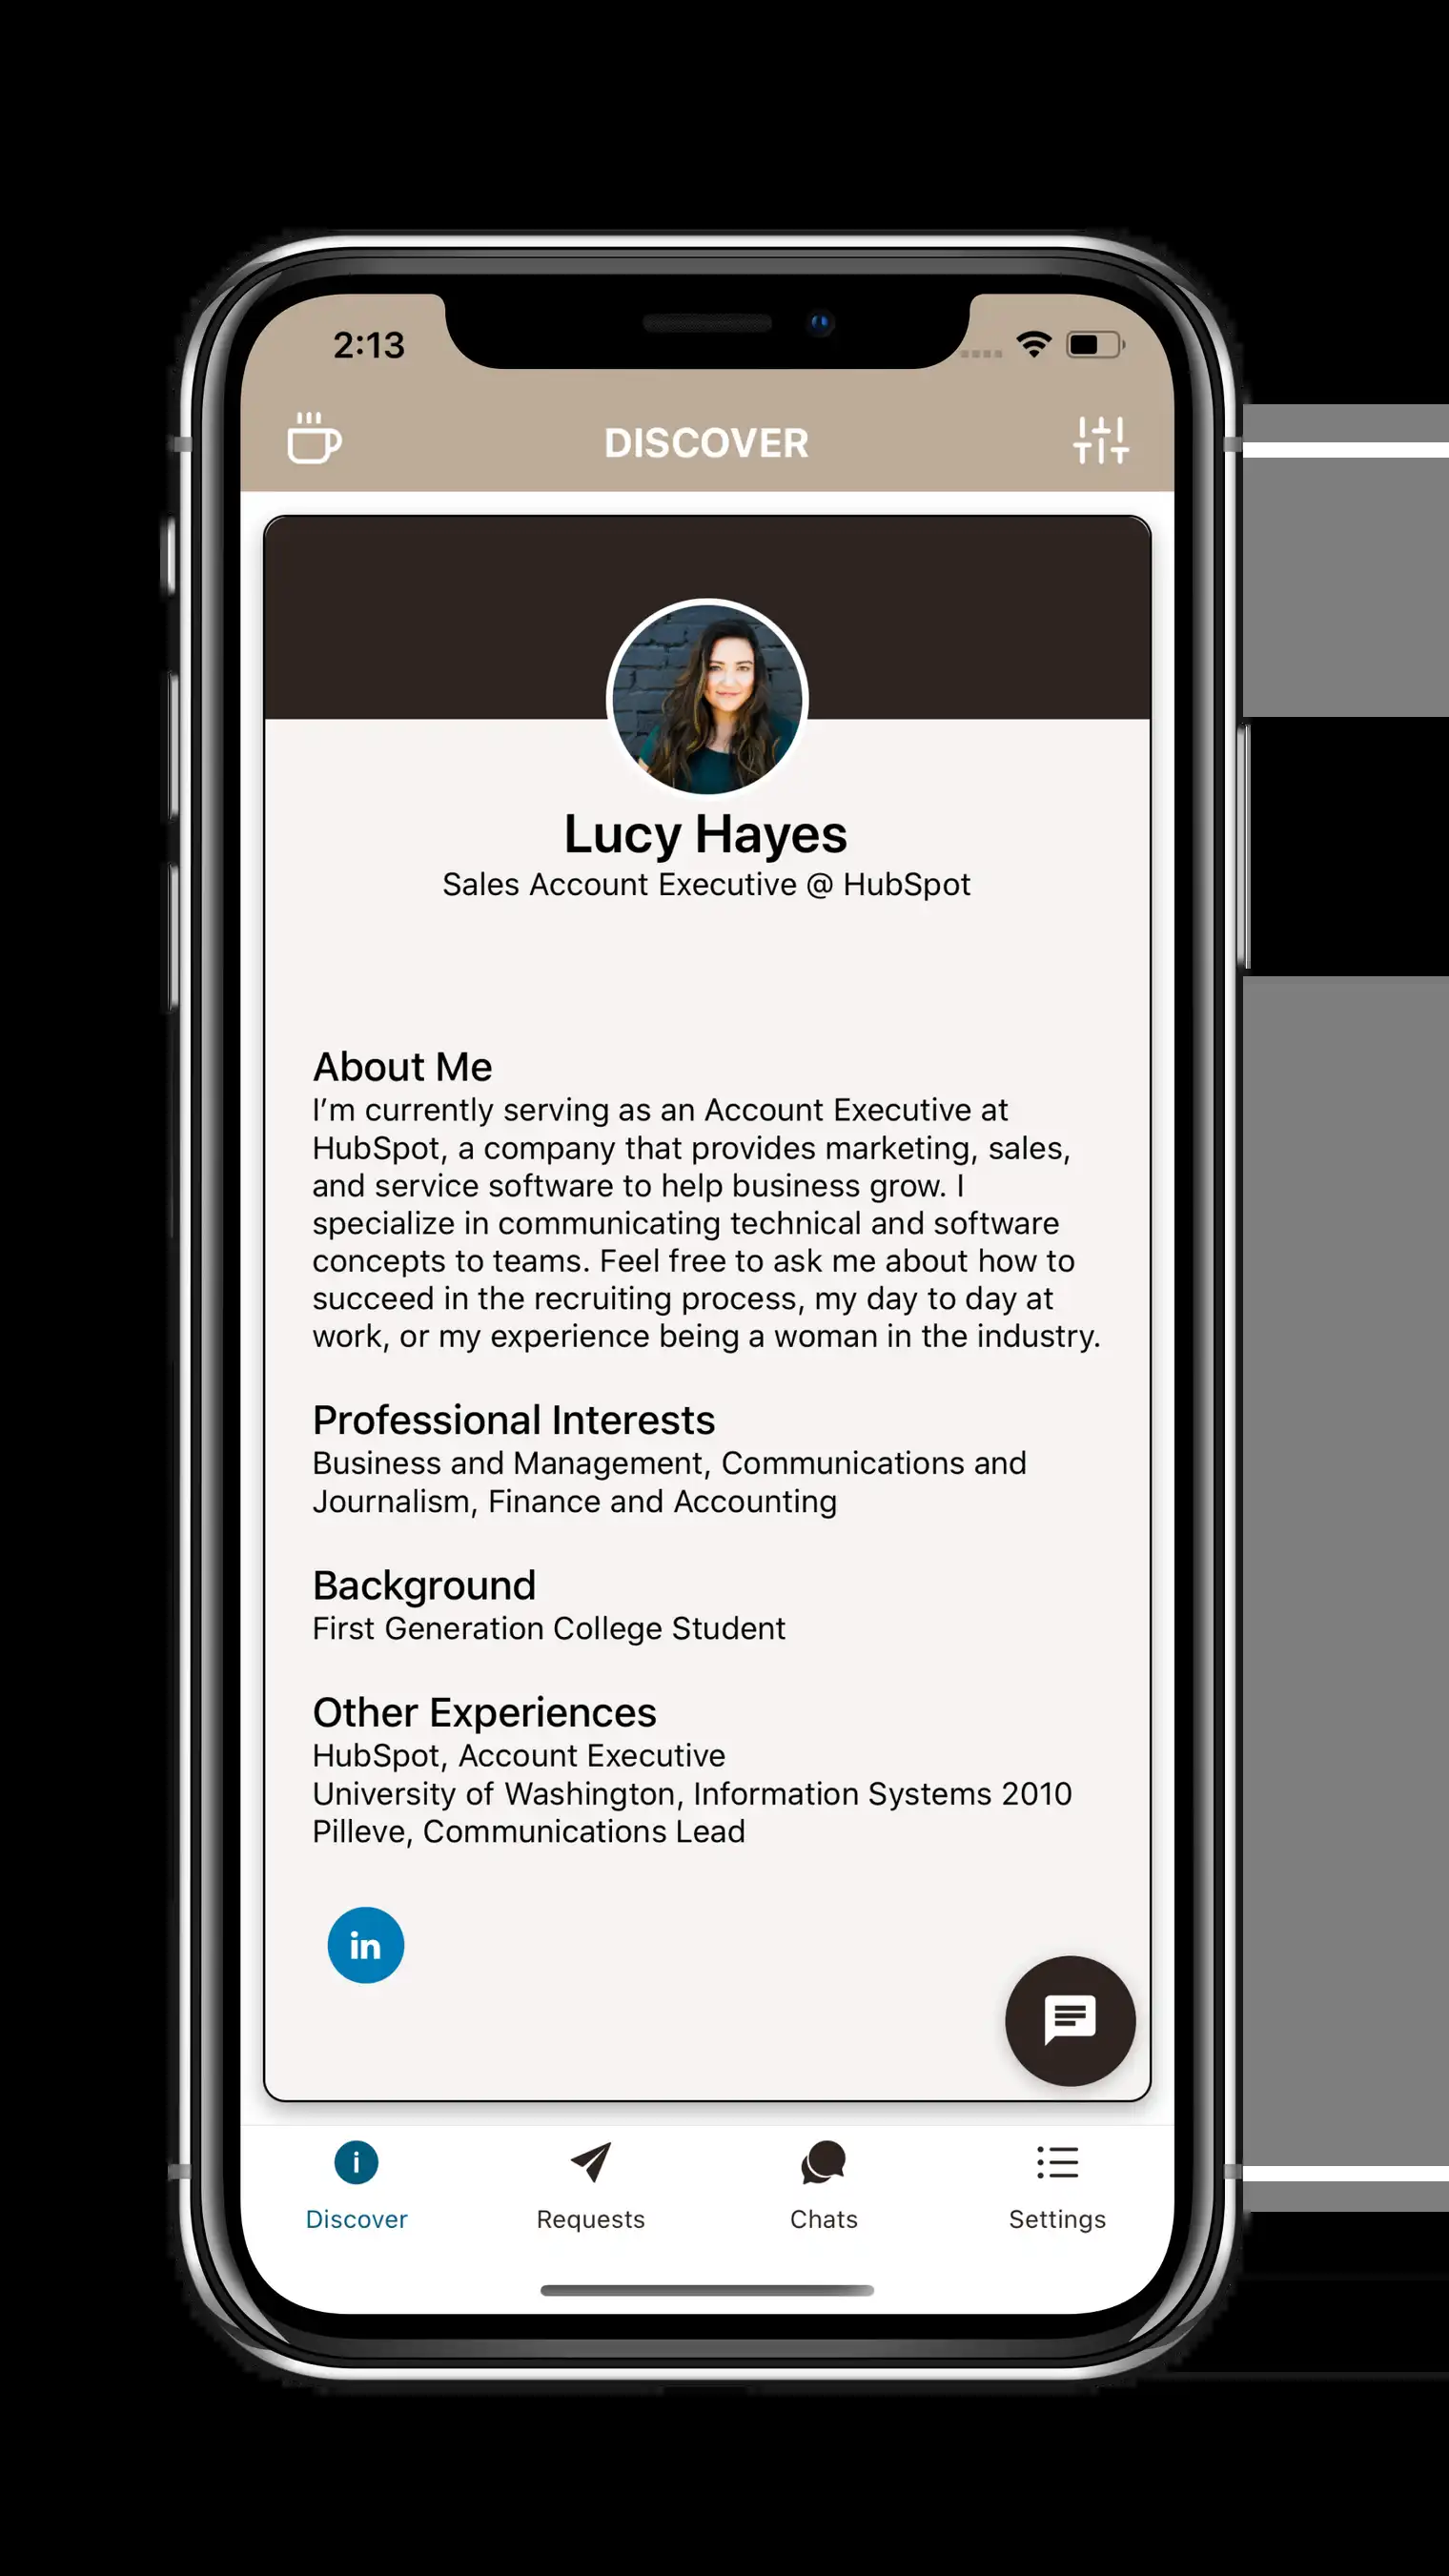 2:13
DISCOVER
Lucy Hayes
Sales Account Executive @ HubSpot
About Me
I’m currently serving as an Account Executive at
HubSpot, a company that provides marketing, sales,
and service software to help business grow. I
specialize in communicating technical and software
concepts to teams. Feel free to ask me about how to
succeed in the recruiting process, my day to day at
work, or my experience being a woman in the industry.
Professional Interests
Business and Management, Communications and
Journalism, Finance and Accounting
Background
First Generation College Student
Other Experiences
HubSpot, Account Executive
University of Washington, Information Systems 2010
Pilleve, Communications Lead
in
Discover
Requests
Chats
Settings